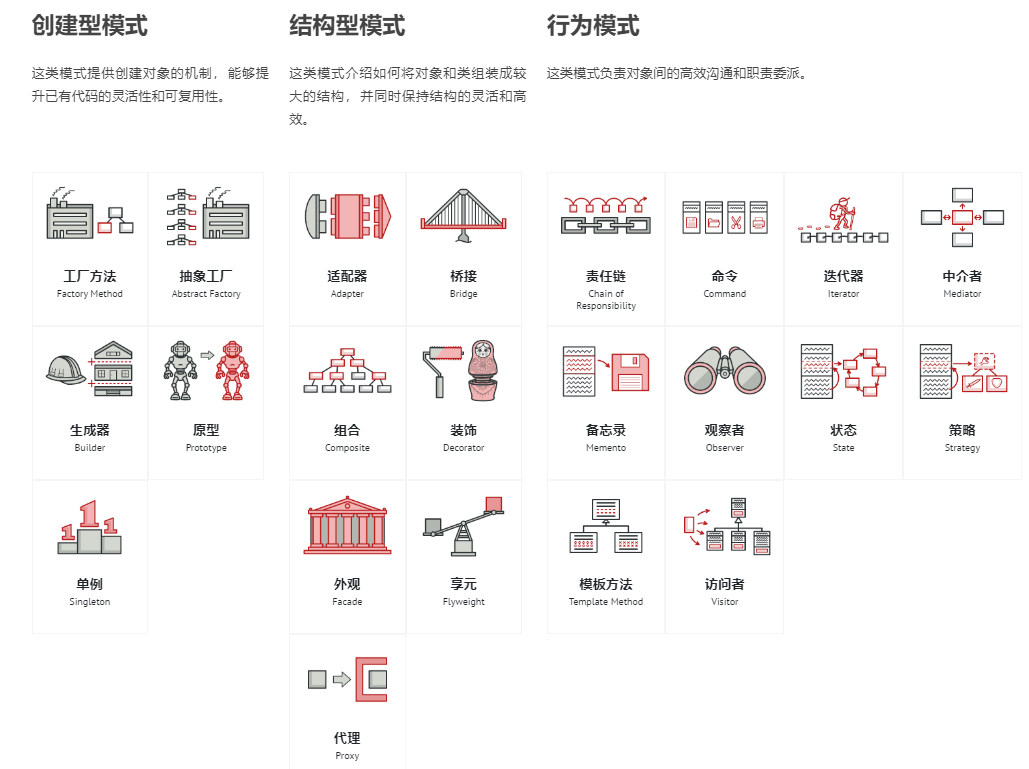 创建型模式
这类模式提供创建对象的机制， 能够提
升已有代码的灵活性和可复用性。
工厂方法
Factory Method
抽象工厂
Abstract Factory
生成器
Builder
原型
Prototype
单例
Singleton
结构型模式
这类模式介绍如何将对象和类组装成较
大的结构， 并同时保持结构的灵活和高
效。
适配器
Adapter
桥接
Bridge
组合
Composite
装饰
Decorator
外观
Facade
享元
Flyweight
代理
Proxy
行为模式
这类模式负责对象间的高效沟通和职责委派。
责任链
Chain of
Responsibility
命令
Command
迭代器
Iterator
中介者
Mediator
备忘录
Memento
观察者
Observer
状态
State
策略
Strategy
模板方法
Template Method
访问者
Visitor